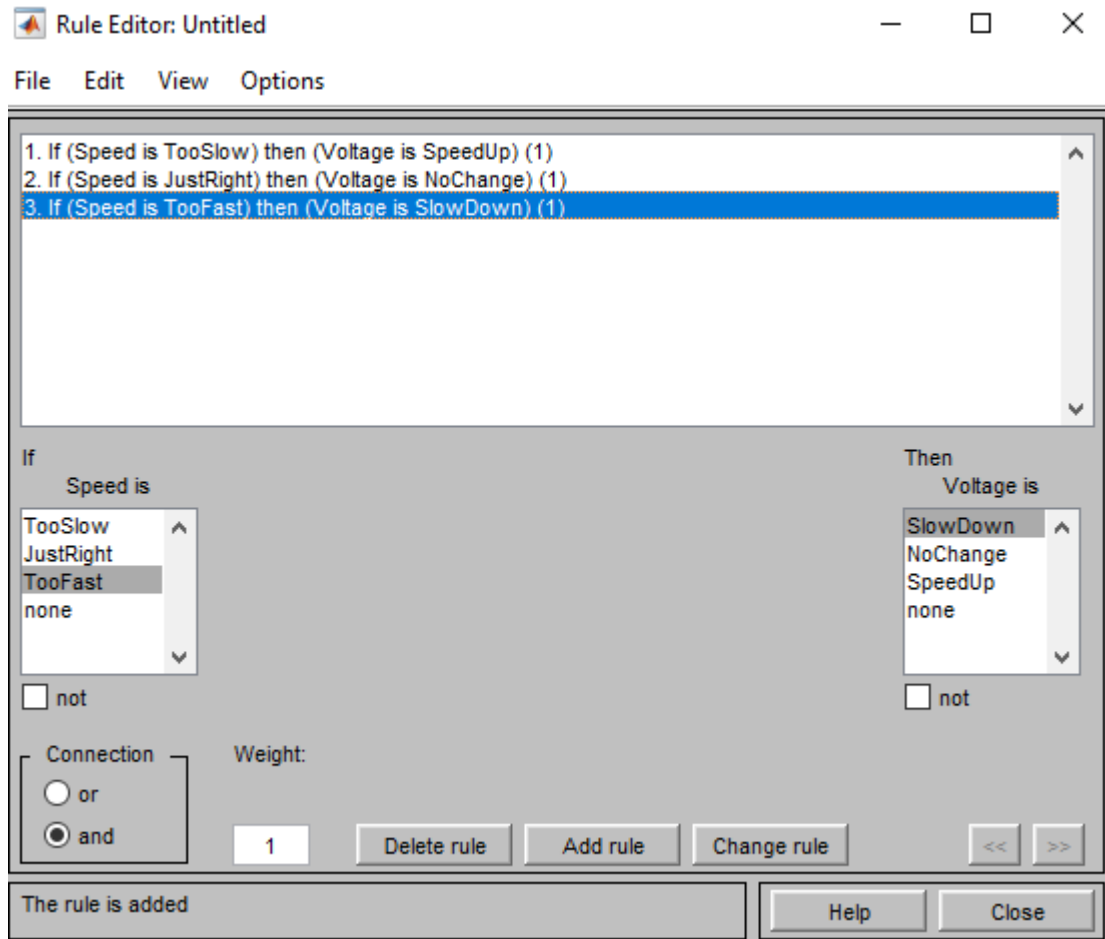 Rule Editor: Untitled
File Edit View Options
1. If (Speed is TooSlow) then (Voltage is SpeedUp) (1)
2. If (Speed is JustRight) then (Voltage is NoChange) (1)
3. If (Speed is TooFast) then (Voltage is SlowDown) (1)
If
Speed is
TooSlow
JustRight
TooFast
none
not
Then
Voltage is
SlowDown
NoChange
SpeedUp
none
not
Connection
or
and
Weight:
1
Delete rule
Add rule
Change rule
<< >>
The rule is added
Help
Close